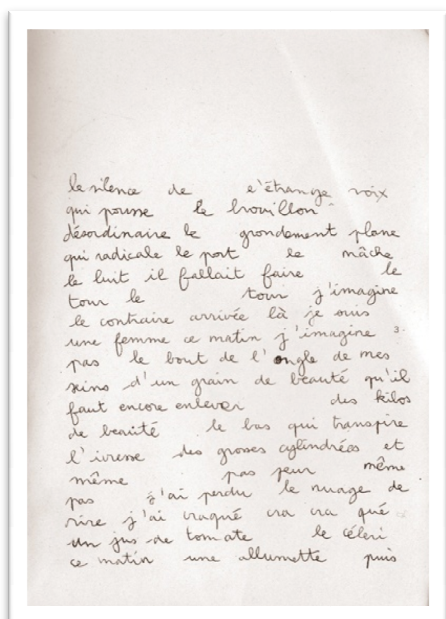 le silence de l'étrange voix
qui pousse le brouillon
désordinaire le grondement plane
qui radicale le port le mâche
le luit il fallait faire le
tour le tour j'imagine
le contraire arrivée là je suis
une femme ce matin j'imagine
pas le bout de l'ongle de mes
seins d'un grain de beauté qu'il
faut encore enlever des kilos
de beauté le bas qui transpire
l'ivresse des grosses cylindrées et
même pas peur même
pas j'ai perdu le nuage de
rire j'ai craqué cra cra qué
un jus de tomate le céleri
ce matin une allumette puis